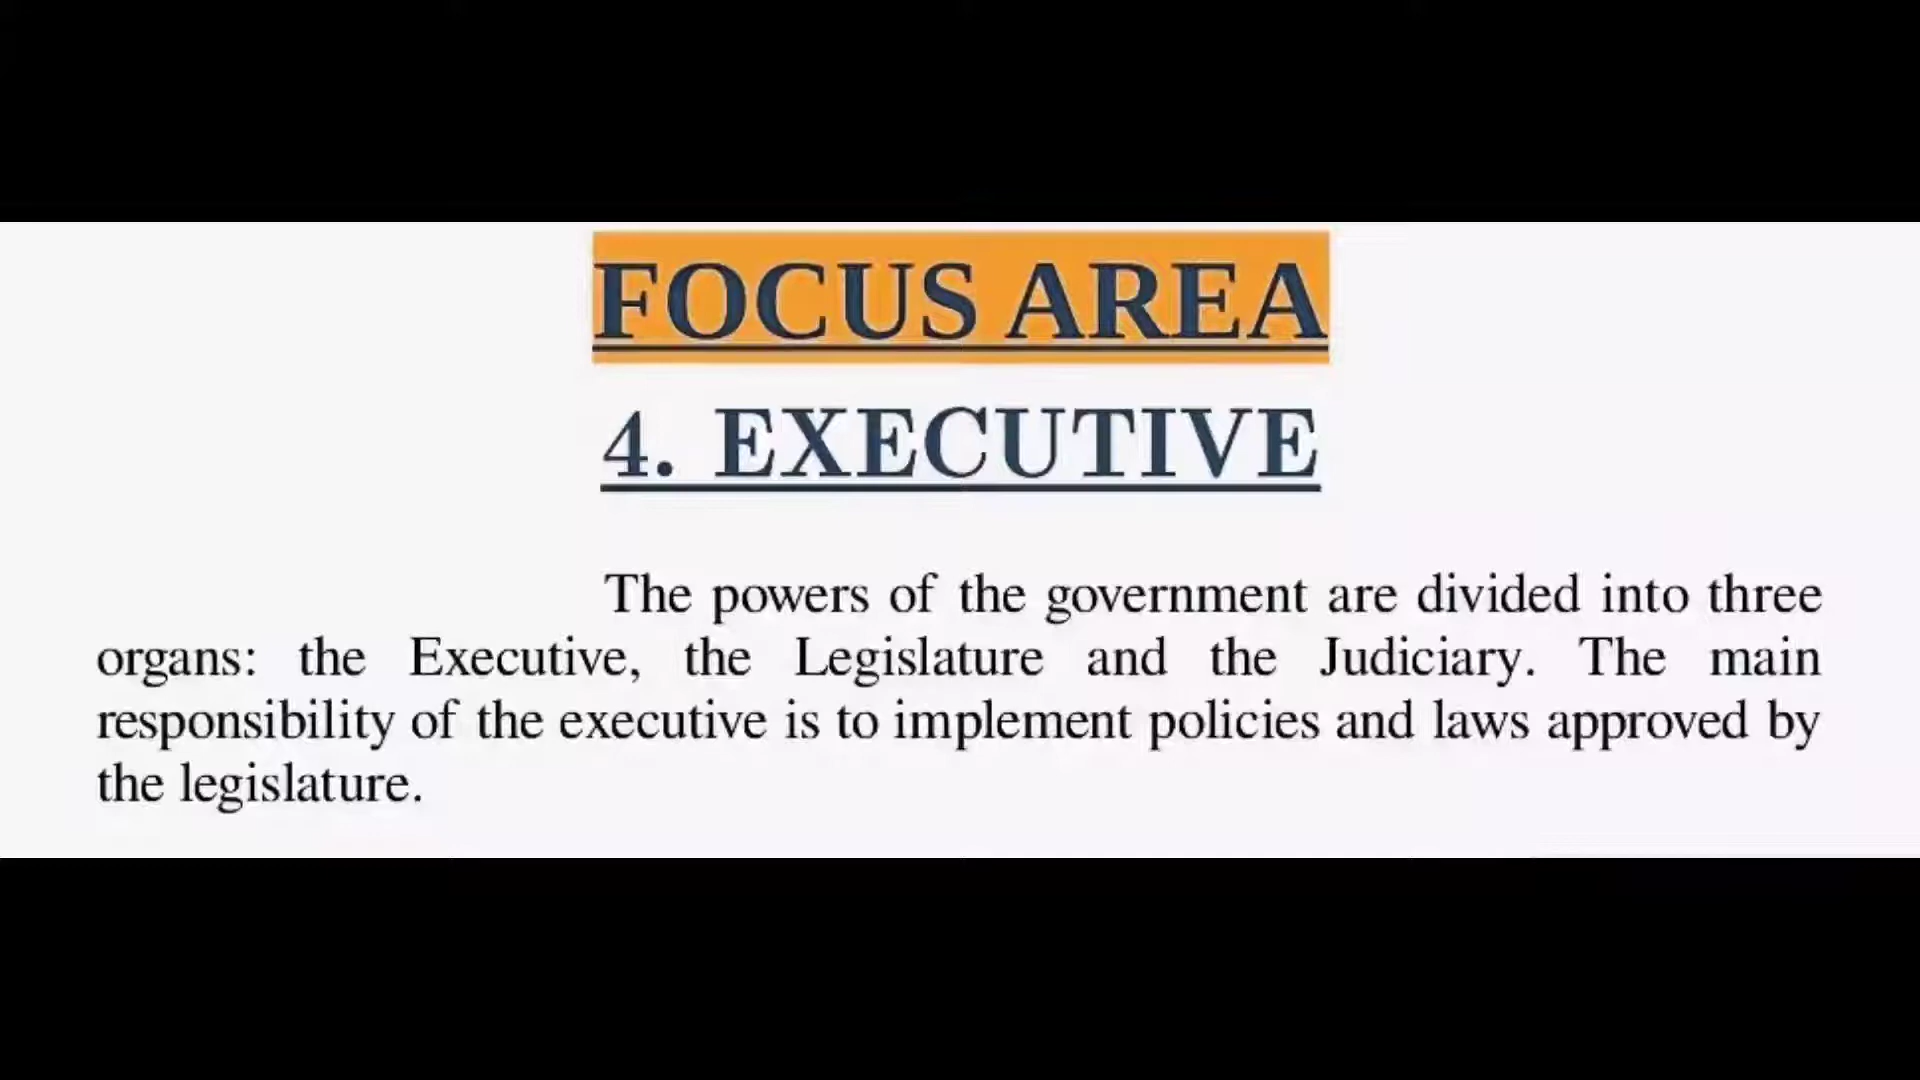 FOCUS AREA
4. EXECUTIVE
The powers of the government are divided into three
organs: the Executive, the Legislature and the Judiciary. The main
responsibility of the executive is to implement policies and laws approved by
the legislature.